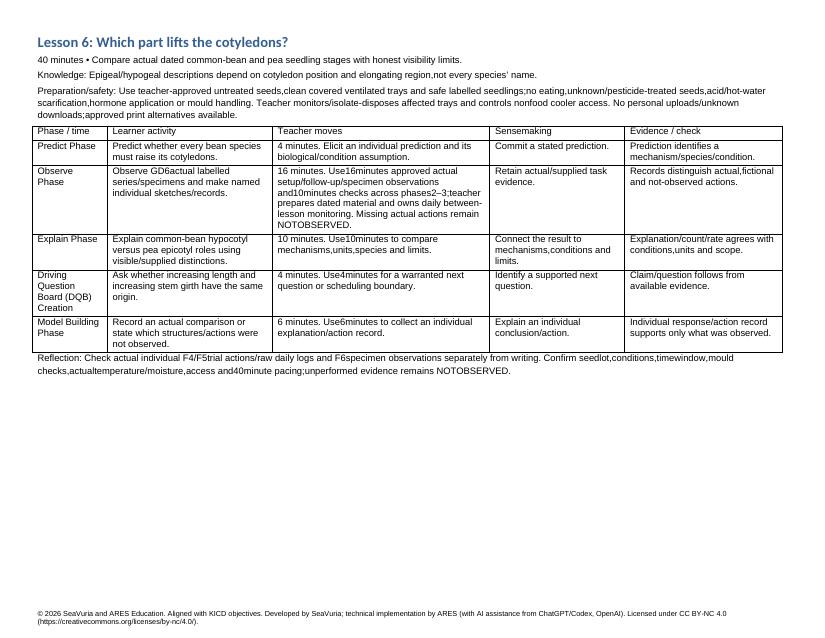 Lesson 6: Which part lifts the cotyledons?
40 minutes • Compare actual dated common-bean and pea seedling stages with honest visibility limits.
Knowledge: Epigeal/hypogeal descriptions depend on cotyledon position and elongating region,not every species' name.
Preparation/safety: Use teacher-approved untreated seeds,clean covered ventilated trays and safe labelled seedlings;no eating,unknown/pesticide-treated seeds,acid/hot-water
scarification,hormone application or mould handling. Teacher monitors/isolate-disposes affected trays and controls nonfood cooler access. No personal uploads/unknown
downloads;approved print alternatives available.
Phase / time
Learner activity
Teacher moves
Sensemaking
Evidence / check
Predict Phase
Predict whether every bean species
must raise its cotyledons.
4 minutes. Elicit an individual prediction and its
biological/condition assumption.
Commit a stated prediction.
Prediction identifies a
mechanism/species/condition.
Observe
Phase
Observe GD6actual labelled
series/specimens and make named
individual sketches/records.
16 minutes. Use16minutes approved actual
setup/follow-up/specimen observations
and10minutes checks across phases2–3;teacher
prepares dated material and owns daily between-
lesson monitoring. Missing actual actions remain
NOTOBSERVED.
Retain actual/supplied task
evidence.
Records distinguish actual,fictional
and not-observed actions.
Explain Phase
Explain common-bean hypocotyl
versus pea epicotyl roles using
visible/supplied distinctions.
10 minutes. Use10minutes to compare
mechanisms,units,species and limits.
Connect the result to
mechanisms,conditions and
limits.
Explanation/count/rate agrees with
conditions,units and scope.
Driving
Question
Board (DQB)
Creation
Ask whether increasing length and
increasing stem girth have the same
origin.
4 minutes. Use4minutes for a warranted next
question or scheduling boundary.
Identify a supported next
question.
Claim/question follows from
available evidence.
Model Building
Phase
Record an actual comparison or
state which structures/actions were
not observed.
6 minutes. Use6minutes to collect an individual
explanation/action record.
Explain an individual
conclusion/action.
Individual response/action record
supports only what was observed.
Reflection: Check actual individual F4/F5trial actions/raw daily logs and F6specimen observations separately from writing. Confirm seedlot,conditions,timewindow,mould
checks,actualtemperature/moisture,access and40minute pacing;unperformed evidence remains NOTOBSERVED.
© 2026 SeaVuria and ARES Education. Aligned with KICD objectives. Developed by SeaVuria; technical implementation by ARES (with AI assistance from ChatGPT/Codex, OpenAI). Licensed under CC BY-NC 4.0
(https://creativecommons.org/licenses/by-nc/4.0/).